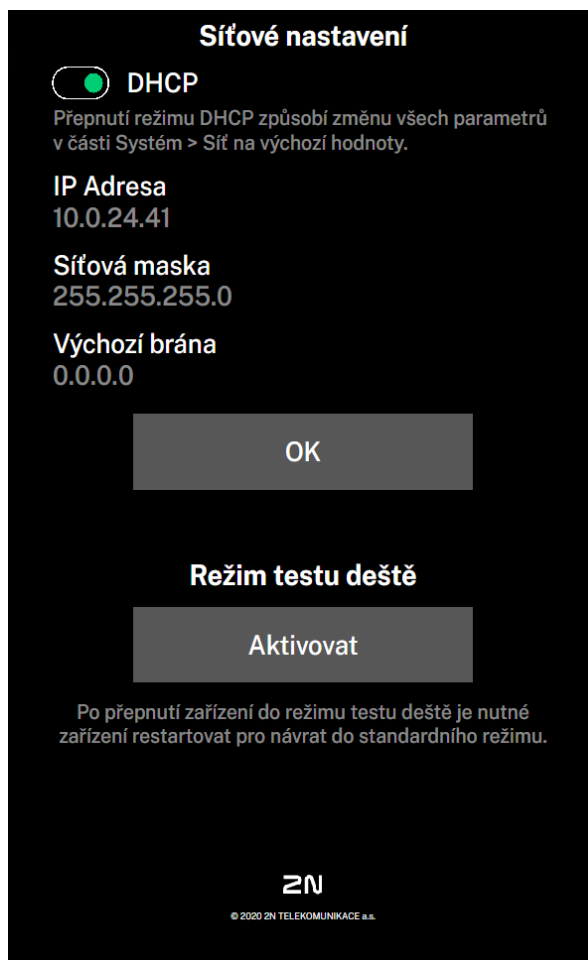 Síťové nastavení
DHCP
Přepnutí režimu DHCP způsobí změnu všech parametrů
v části Systém > Síť na výchozí hodnoty.
IP Adresa
10.0.24.41
Síťová maska
255.255.255.0
Výchozí brána
0.0.0.0
OK
Režim testu deště
Aktivovat
Po přepnutí zařízení do režimu testu deště je nutné
zařízení restartovat pro návrat do standardního režimu.
2N
© 2020 2N TELEKOMUNIKACE a.s.